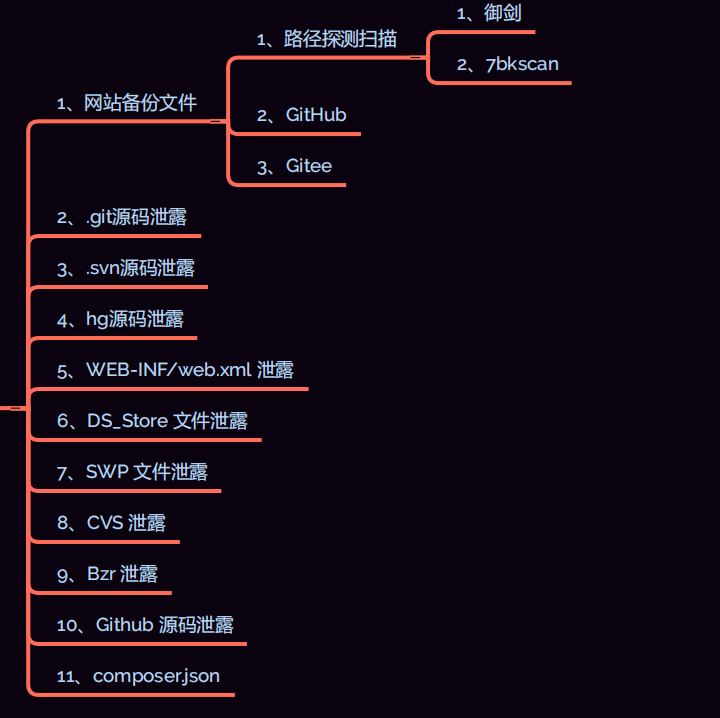 1、御剑
1、路径探测扫描
2、7bkscan
1、网站备份文件
2、GitHub
3、Gitee
2、.git源码泄露
3、.svn源码泄露
4、hg源码泄露
5、WEB-INF/web.xml 泄露
6、DS_Store 文件泄露
7、SWP 文件泄露
8、CVS 泄露
9、Bzr 泄露
10、Github 源码泄露
11、composer.json